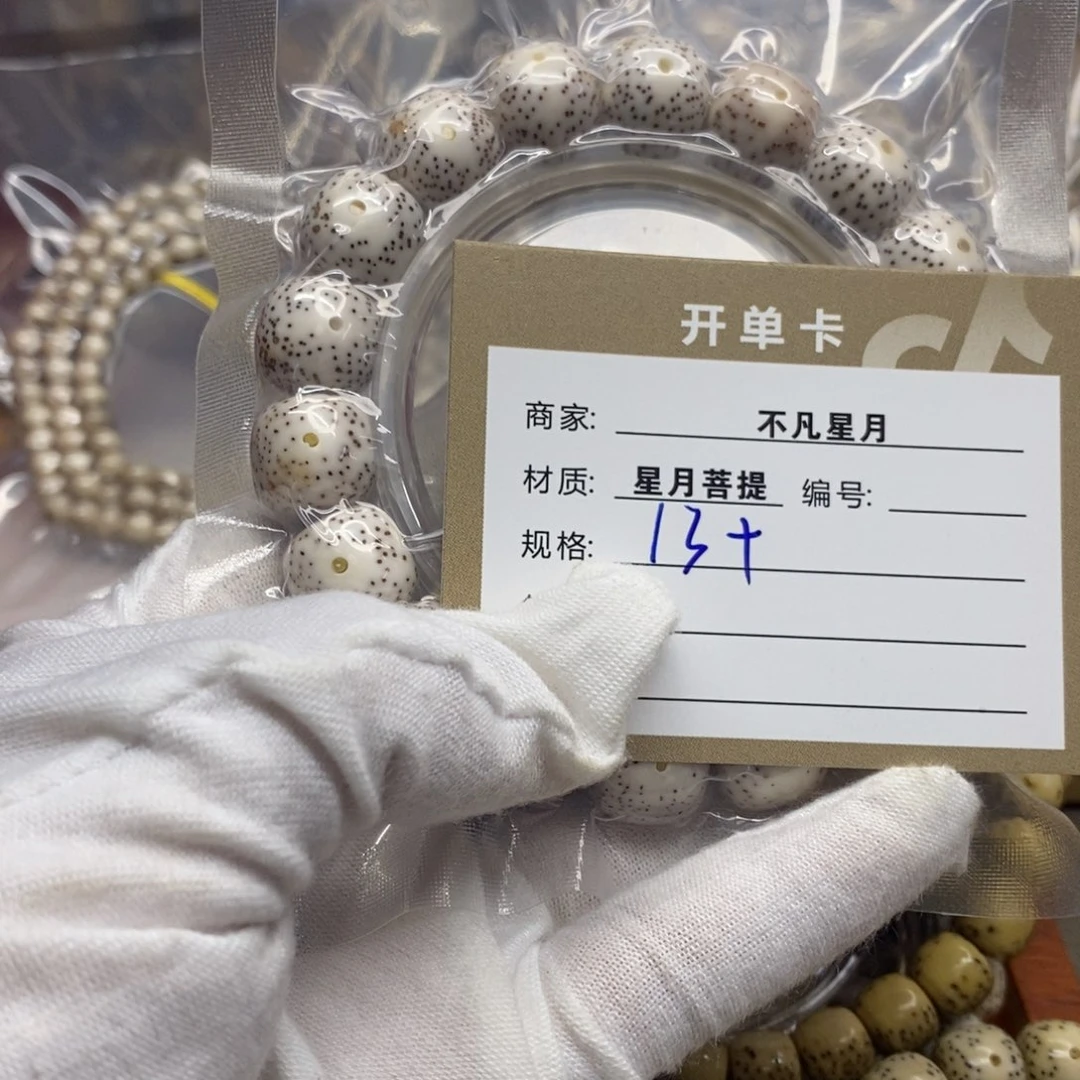 开单卡
商家: 不凡星月
材质: 星月菩提 编号:
规格: 13+